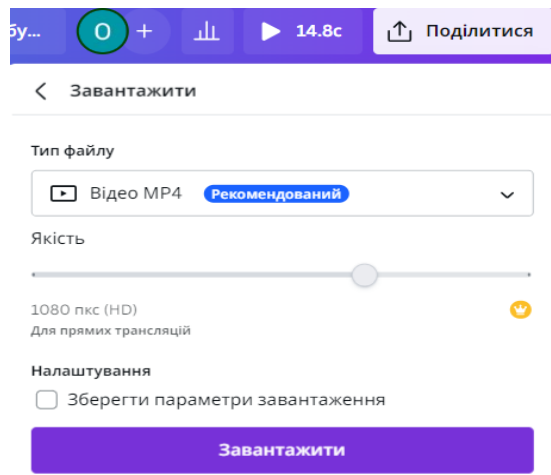 бу... О + 14.8с Поділитися
Завантажити
Тип файлу
Відео MP4 Рекомендований
Якість
1080 пкс (HD)
Для прямих трансляцій
Налаштування
Зберегти параметри завантаження
Завантажити